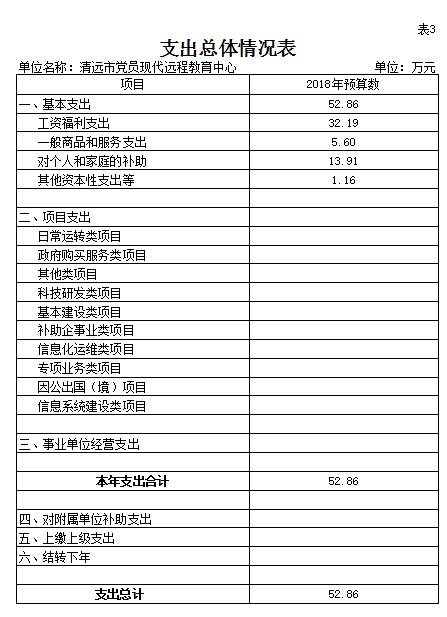 表3
支出总体情况表
单位名称：清远市党员现代远程教育中心 单位：万元
项目 2018年预算数
一、基本支出 52.86
工资福利支出 32.19
一般商品和服务支出 5.60
对个人和家庭的补助 13.91
其他资本性支出等 1.16
二、项目支出
日常运转类项目
政府购买服务类项目
其他类项目
科技研发类项目
基本建设类项目
补助企事业类项目
信息化运维类项目
专项业务类项目
因公出国（境）项目
信息系统建设类项目
三、事业单位经营支出
本年支出合计 52.86
四、对附属单位补助支出
五、上缴上级支出
六、结转下年
支出总计 52.86